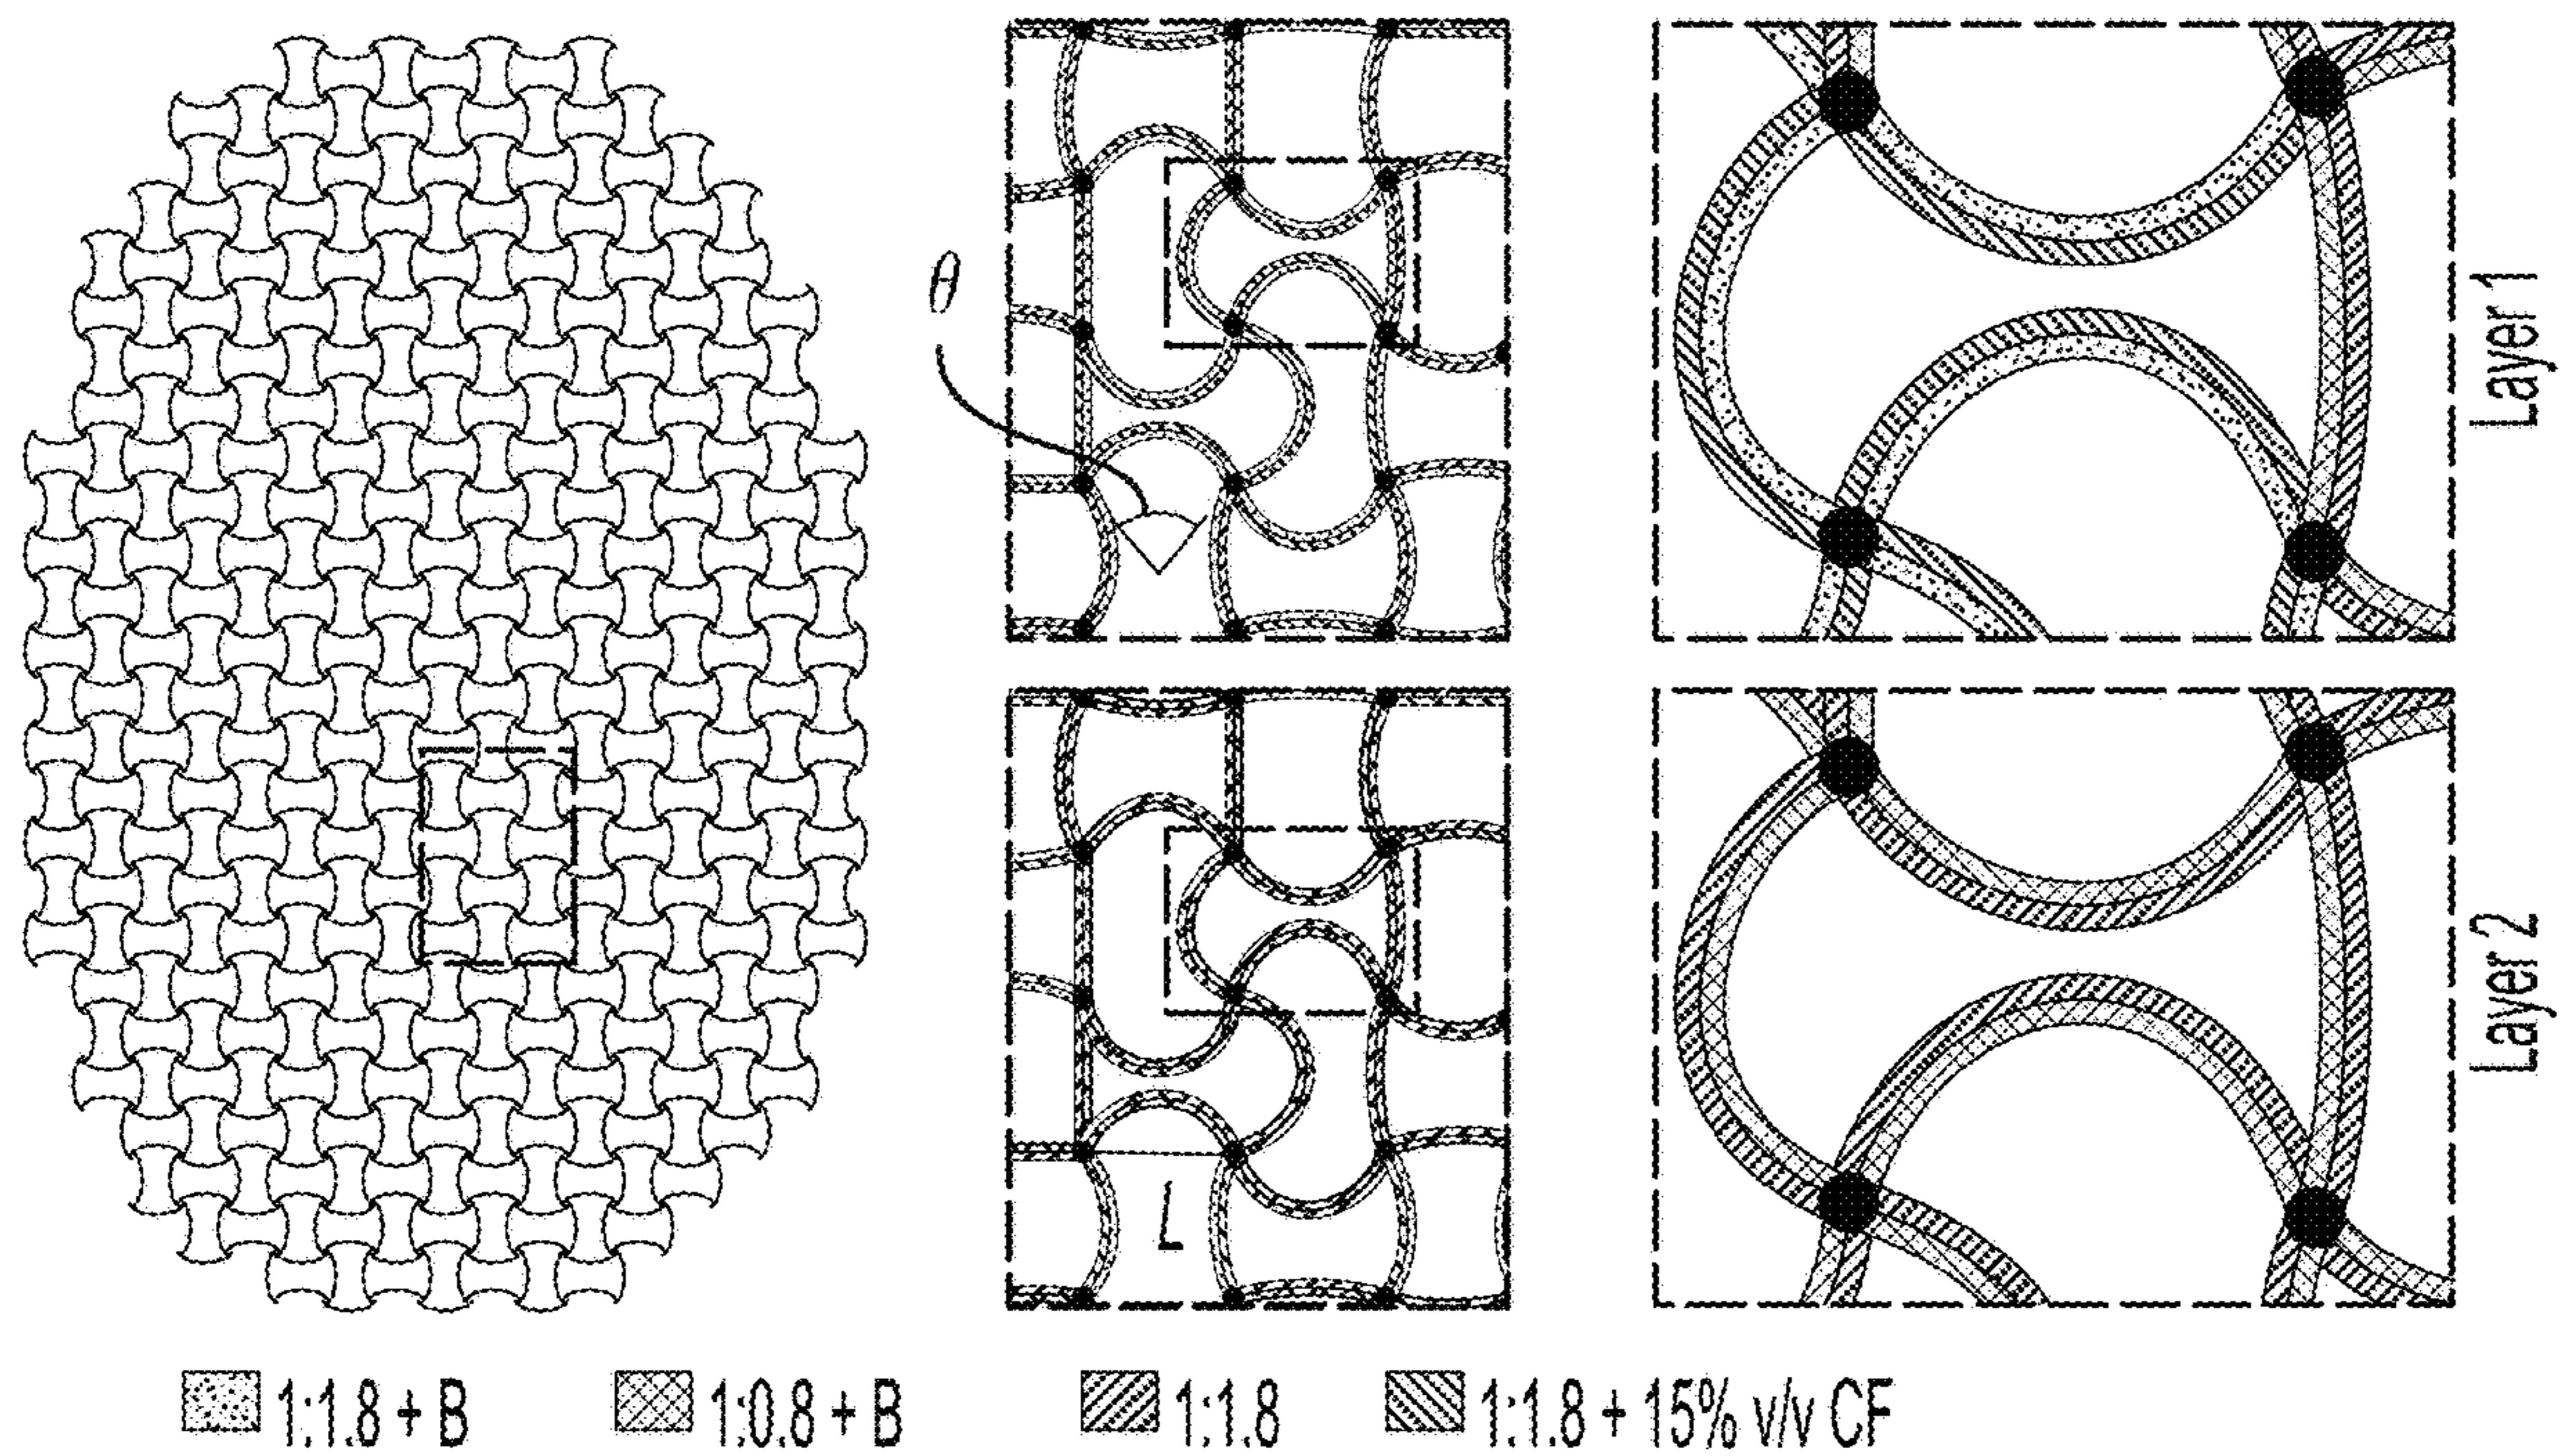 θ
L
Layer 1
Layer 2
1:1.8 + B
1:0.8 + B
1:1.8
1:1.8 + 15% v/v CF